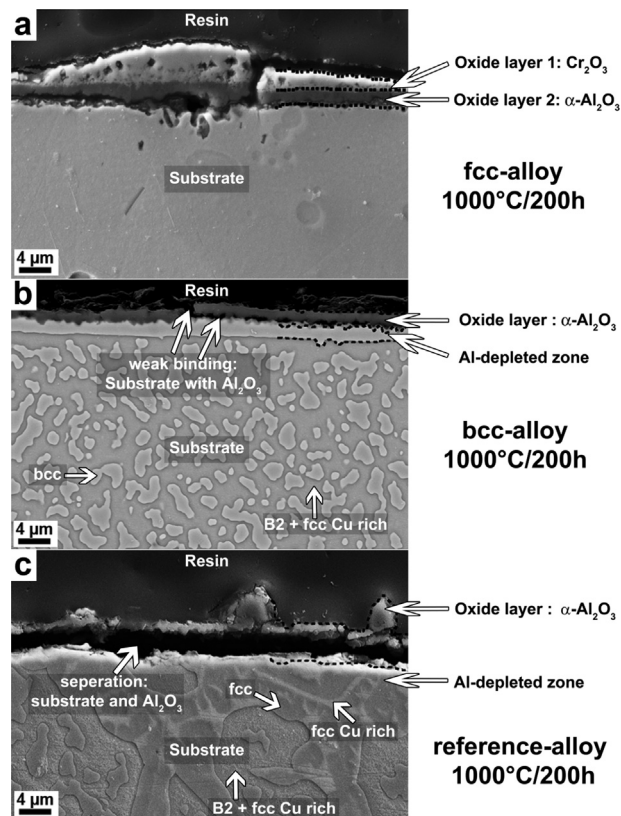 a
Resin
Oxide layer 1: Cr₂O₃
Oxide layer 2: α-Al₂O₃
Substrate
fcc-alloy
1000°C/200h
4 µm
b
Resin
Oxide layer : α-Al₂O₃
Al-depleted zone
weak binding:
Substrate with Al₂O₃
Substrate
bcc-alloy
1000°C/200h
bcc
B2 + fcc Cu rich
4 µm
c
Resin
Oxide layer : α-Al₂O₃
seperation:
substrate and Al₂O₃
fcc
Al-depleted zone
fcc Cu rich
Substrate
reference-alloy
1000°C/200h
B2 + fcc Cu rich
4 µm